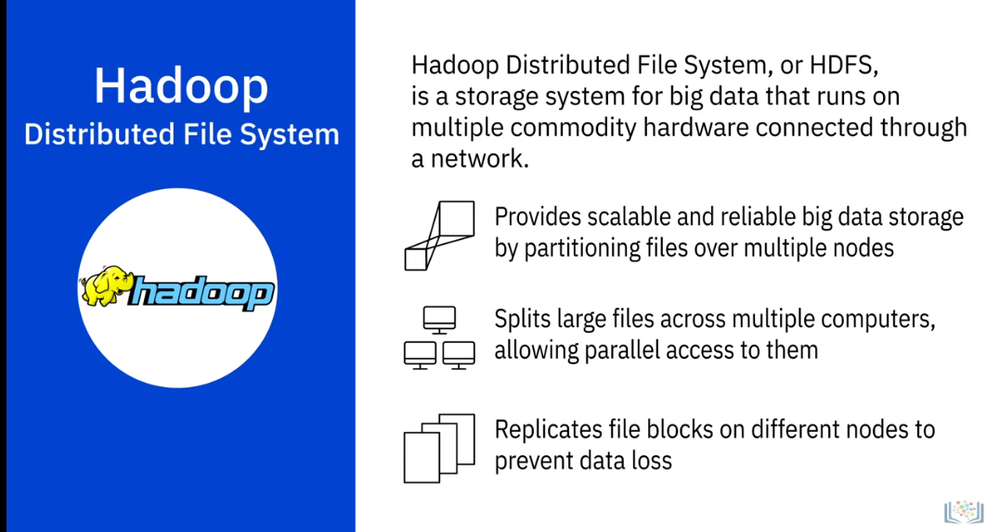 Hadoop
Distributed File System
hadoop
Hadoop Distributed File System, or HDFS,
is a storage system for big data that runs on
multiple commodity hardware connected through
a network.
Provides scalable and reliable big data storage
by partitioning files over multiple nodes
Splits large files across multiple computers,
allowing parallel access to them
Replicates file blocks on different nodes to
prevent data loss